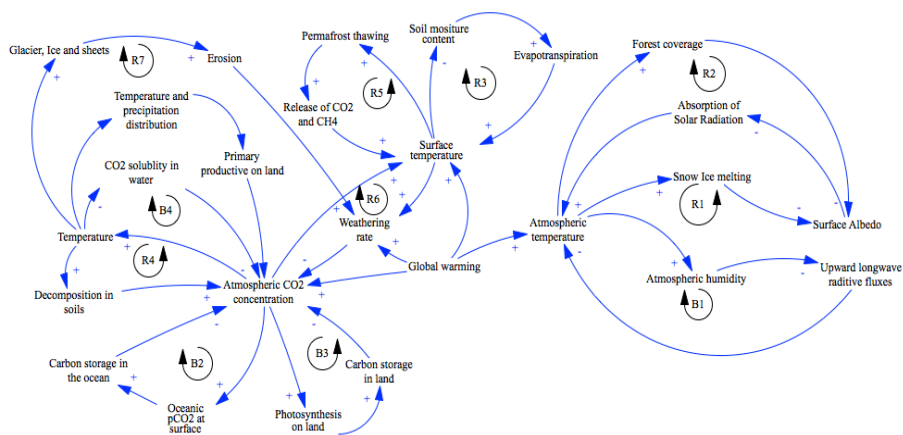 Glacier, Ice and sheets
R7
Erosion
Temperature and
precipitation
distribution
CO2 solublity in
water
Primary
productive on land
B4
Temperature
R4
Decomposition in
soils
Atmospheric CO2
concentration
Carbon storage in
the ocean
B2
Oceanic
pCO2 at
surface
B3
Photosynthesis
on land
Carbon storage
in land
Permafrost thawing
Release of CO2
and CH4
R5
Soil mositure
content
R3
Evapotranspiration
Surface
temperature
R6
Weathering
rate
Global warming
Forest coverage
R2
Absorption of
Solar Radiation
Snow Ice melting
R1
Atmospheric
temperature
Surface Albedo
Atmospheric humidity
B1
Upward longwave
raditive fluxes